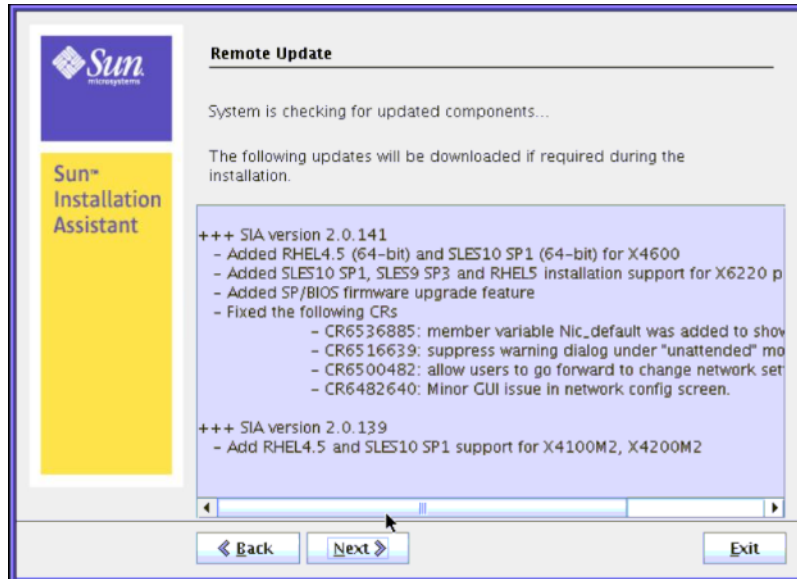 Sun
microsystems
Sun™
Installation
Assistant
Remote Update
System is checking for updated components...
The following updates will be downloaded if required during the
installation.
+++ SIA version 2.0.141
- Added RHEL4.5 (64-bit) and SLES10 SP1 (64-bit) for X4600
- Added SLES10 SP1, SLES9 SP3 and RHEL5 installation support for X6220 p
- Added SP/BIOS firmware upgrade feature
- Fixed the following CRs
- CR6536885: member variable Nic_default was added to show
- CR6516639: suppress warning dialog under "unattended" mo
- CR6500482: allow users to go forward to change network set
- CR6482640: Minor GUI issue in network config screen.
+++ SIA version 2.0.139
- Add RHEL4.5 and SLES10 SP1 support for X4100M2, X4200M2
Back
Next
Exit